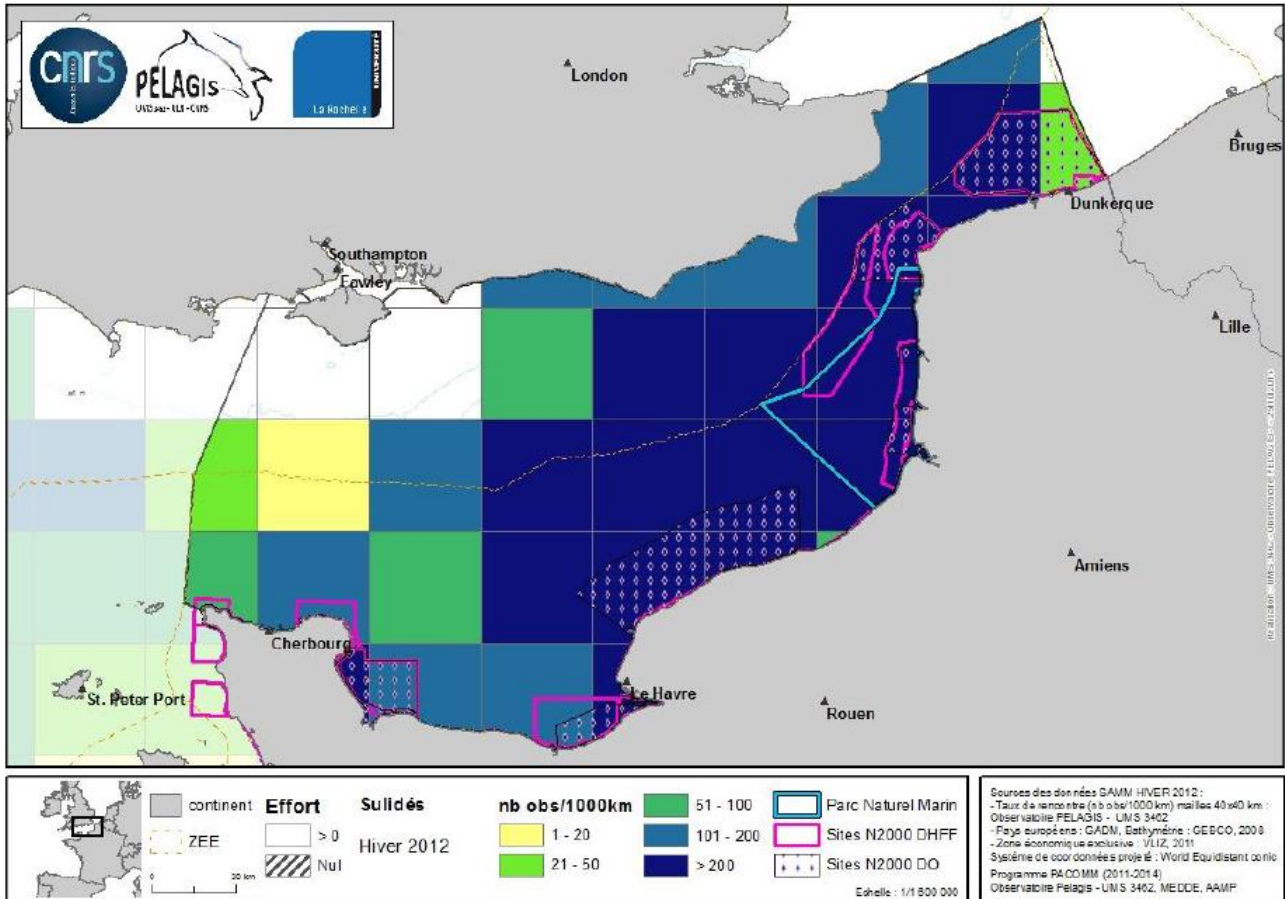 cnrs
PELAGIS
La Rochelle
UNIVERSITÉ
London
Bruges
Dunkerque
Southampton
Fawley
Lille
Amiens
Cherbourg
St. Peter Port
Le Havre
Rouen
continent
ZEE
Effort
> 0
Nul
Sulidés
Hiver 2012
nb obs/1000km
1 - 20
21 - 50
51 - 100
101 - 200
> 200
Parc Naturel Marin
Sites N2000 DHFF
Sites N2000 DO
Echelle : 1/1 800 000
Sources des données SAMM HIVER 2012 :
- Taux de rencontre (nb obs/1000 km) mailles 40x40 km :
Observatoire PELAGIS - UMS 3462
- Pays européens : GADM, Bathymétrie : GEBCO, 2008
- Zone économique exclusive : VLIZ, 2011
Système de coordonnées projeté : World Equidistant conic
Programme PACOMM (2011-2014)
Observatoire Pelagis - UMS 3462, MEDDE, AAMP